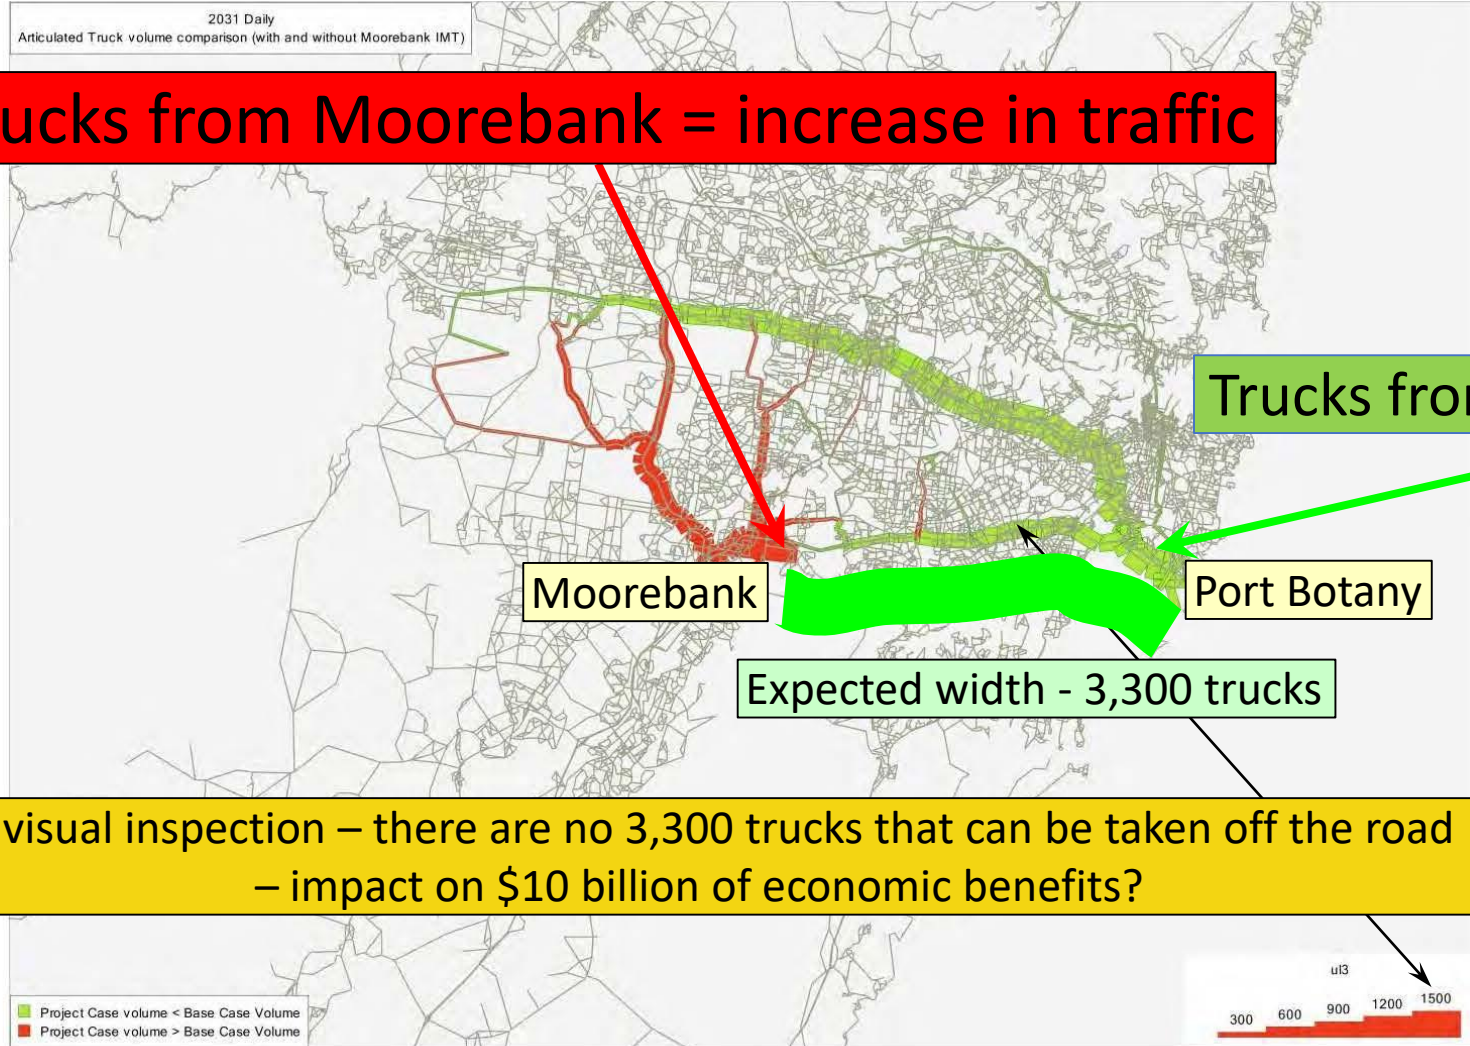 2031 Daily
Articulated Truck volume comparison (with and without Moorebank IMT)
ucks from Moorebank = increase in traffic
Trucks from
Moorebank
Port Botany
Expected width - 3,300 trucks
visual inspection – there are no 3,300 trucks that can be taken off the road
– impact on $10 billion of economic benefits?
ul3
300 600 900 1200 1500
Project Case volume < Base Case Volume
Project Case volume > Base Case Volume